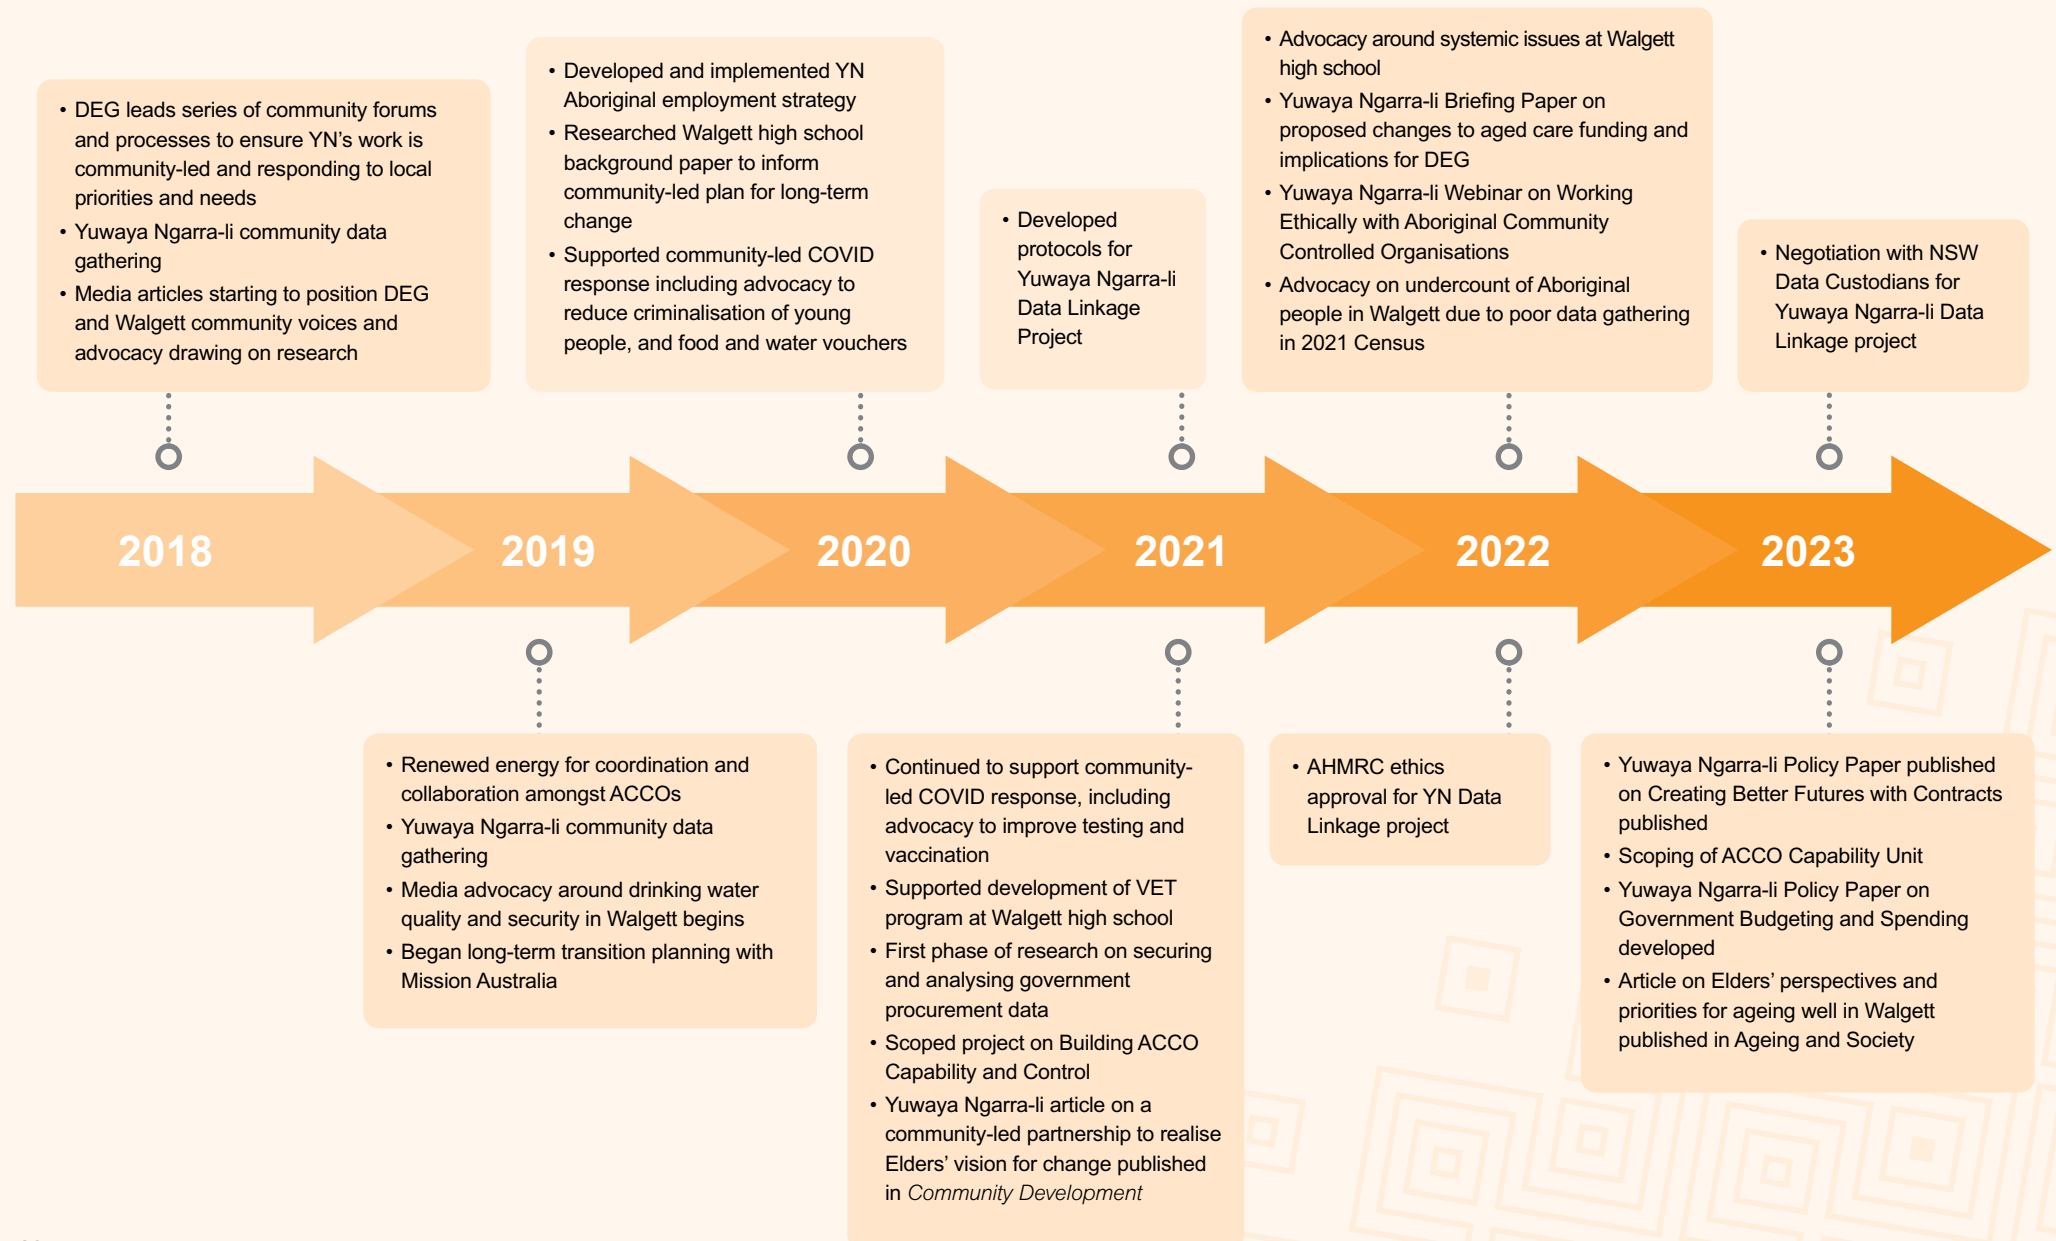 • DEG leads series of community forums
and processes to ensure YN's work is
community-led and responding to local
priorities and needs
• Yuwaya Ngarra-li community data
gathering
• Media articles starting to position DEG
and Walgett community voices and
advocacy drawing on research
• Developed and implemented YN
Aboriginal employment strategy
• Researched Walgett high school
background paper to inform
community-led plan for long-term
change
• Supported community-led COVID
response including advocacy to
reduce criminalisation of young
people, and food and water vouchers
• Developed
protocols for
Yuwaya Ngarra-li
Data Linkage
Project
• Advocacy around systemic issues at Walgett
high school
• Yuwaya Ngarra-li Briefing Paper on
proposed changes to aged care funding and
implications for DEG
• Yuwaya Ngarra-li Webinar on Working
Ethically with Aboriginal Community
Controlled Organisations
• Advocacy on undercount of Aboriginal
people in Walgett due to poor data gathering
in 2021 Census
• Negotiation with NSW
Data Custodians for
Yuwaya Ngarra-li Data
Linkage project
2018
2019
2020
2021
2022
2023
• Renewed energy for coordination and
collaboration amongst ACCOs
• Yuwaya Ngarra-li community data
gathering
• Media advocacy around drinking water
quality and security in Walgett begins
• Began long-term transition planning with
Mission Australia
• Continued to support community-
led COVID response, including
advocacy to improve testing and
vaccination
• Supported development of VET
program at Walgett high school
• First phase of research on securing
and analysing government
procurement data
• Scoped project on Building ACCO
Capability and Control
• Yuwaya Ngarra-li article on a
community-led partnership to realise
Elders' vision for change published
in Community Development
• AHMRC ethics
approval for YN Data
Linkage project
• Yuwaya Ngarra-li Policy Paper published
on Creating Better Futures with Contracts
published
• Scoping of ACCO Capability Unit
• Yuwaya Ngarra-li Policy Paper on
Government Budgeting and Spending
developed
• Article on Elders' perspectives and
priorities for ageing well in Walgett
published in Ageing and Society